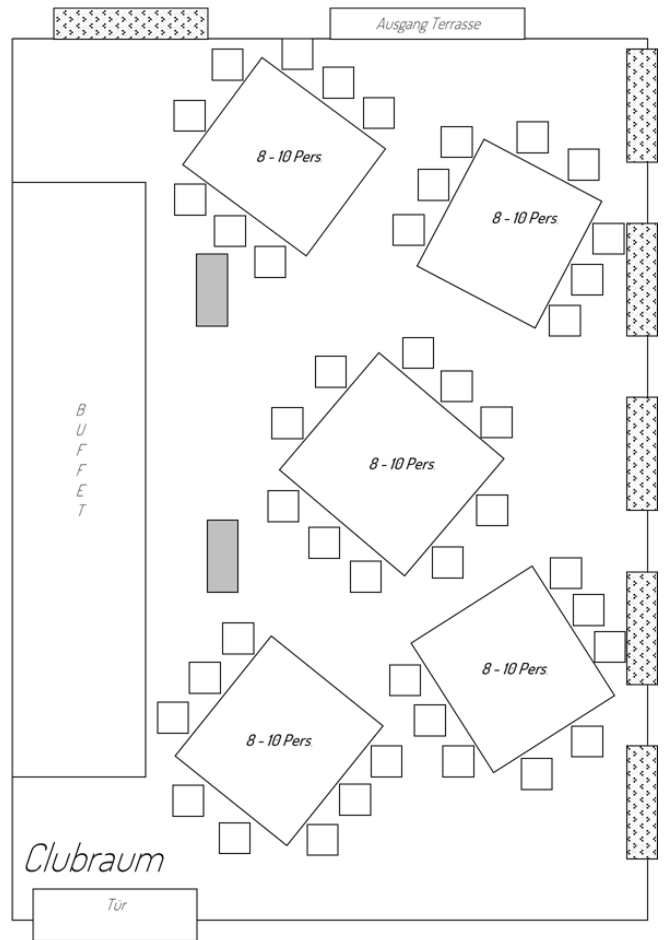 Ausgang Terrasse
8 - 10 Pers.
8 - 10 Pers.
B
U
F
F
E
T
8 - 10 Pers.
8 - 10 Pers.
8 - 10 Pers.
Clubraum
Tür